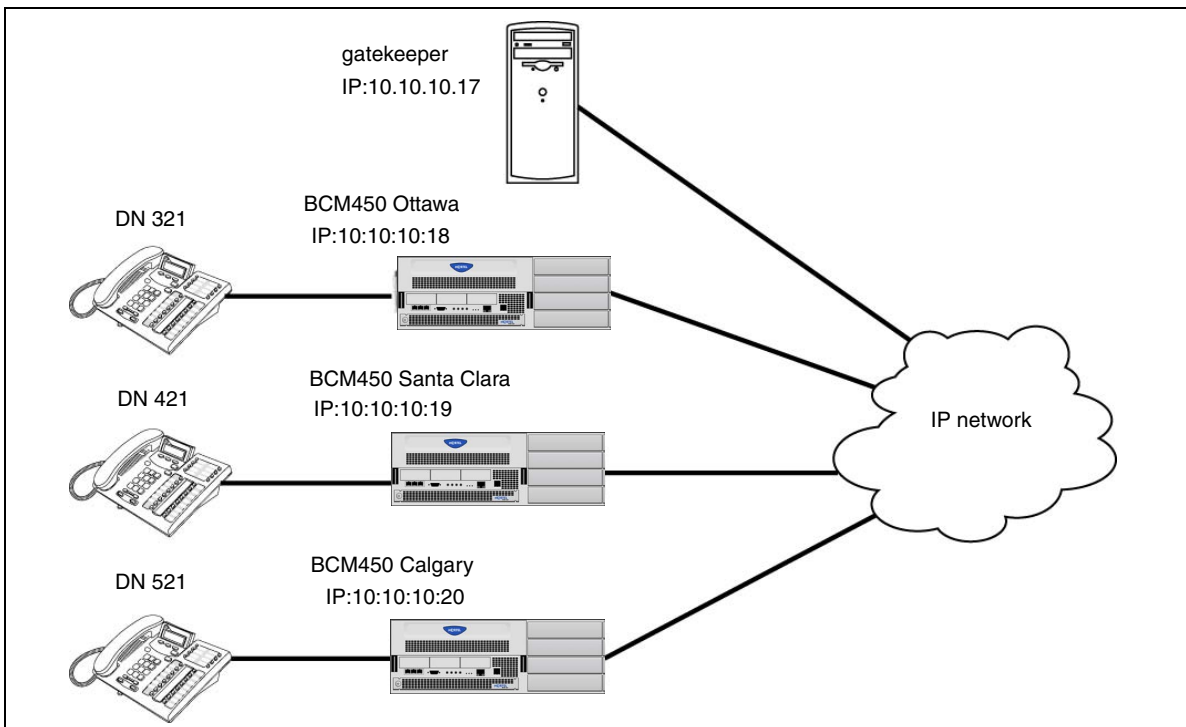 gatekeeper
IP:10.10.10.17
DN 321
BCM450 Ottawa
IP:10:10:10:18
DN 421
BCM450 Santa Clara
IP:10:10:10:19
IP network
DN 521
BCM450 Calgary
IP:10:10:10:20